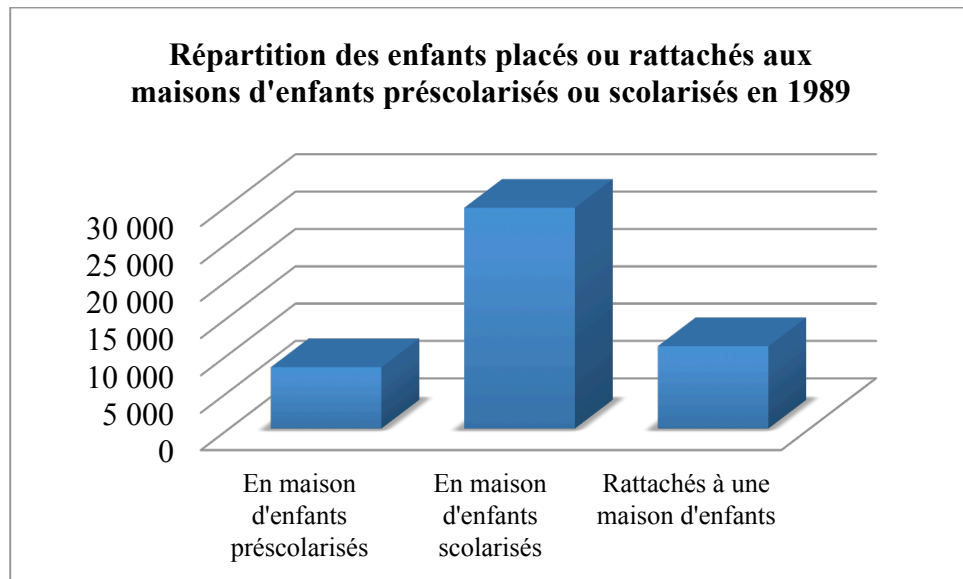 Répartition des enfants placés ou rattachés aux
maisons d'enfants préscolarisés ou scolarisés en 1989
30 000
25 000
20 000
15 000
10 000
5 000
0
En maison
d'enfants
préscolarisés
En maison
d'enfants
scolarisés
Rattachés à une
maison d'enfants